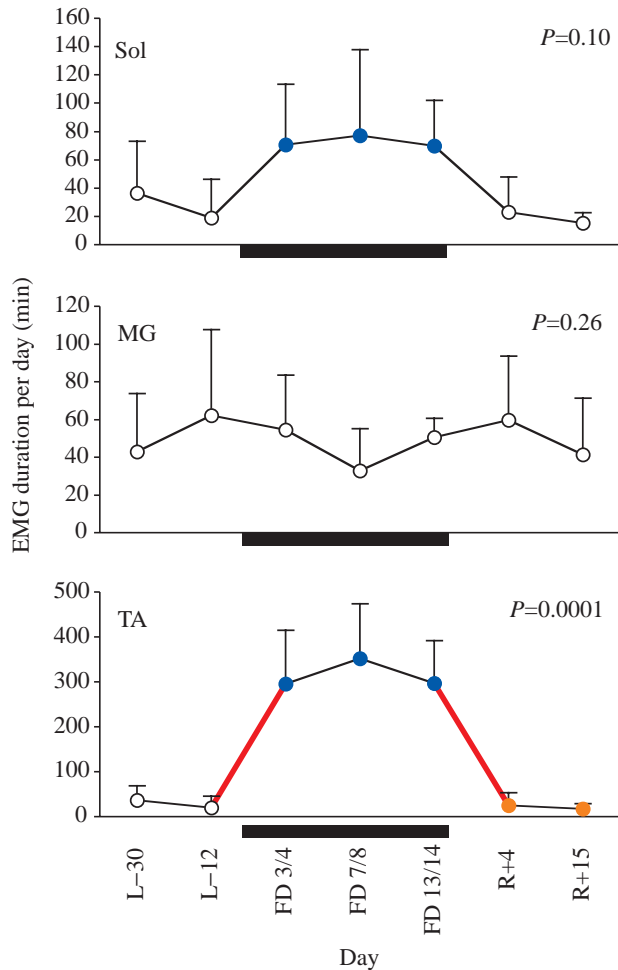 EMG duration per day (min)
160
140
120
100
80
60
40
20
0
Sol
P=0.10
120
100
80
60
40
20
0
MG
P=0.26
500
400
300
200
100
0
TA
P=0.0001
L−30
L−12
FD 3/4
FD 7/8
FD 13/14
R+4
R+15
Day